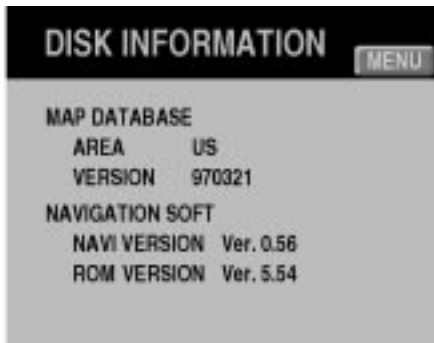 DISK INFORMATION
MENU
MAP DATABASE
AREA US
VERSION 970321
NAVIGATION SOFT
NAVI VERSION Ver. 0.56
ROM VERSION Ver. 5.54